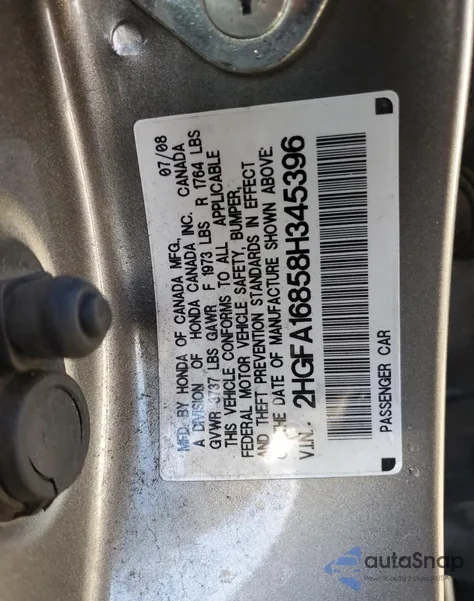 MFD. BY HONDA OF CANADA MFG., 07/08
A DIVISION OF HONDA CANADA INC. CANADA
GVWR 3737 LBS GAWR F 1973 LBS R 1764 LBS
THIS VEHICLE CONFORMS TO ALL APPLICABLE
FEDERAL MOTOR VEHICLE SAFETY, BUMPER,
AND THEFT PREVENTION STANDARDS IN EFFECT
ON THE DATE OF MANUFACTURE SHOWN ABOVE.
V.I.N.: 2HGFA16858H345396
PASSENGER CAR
autoSnap